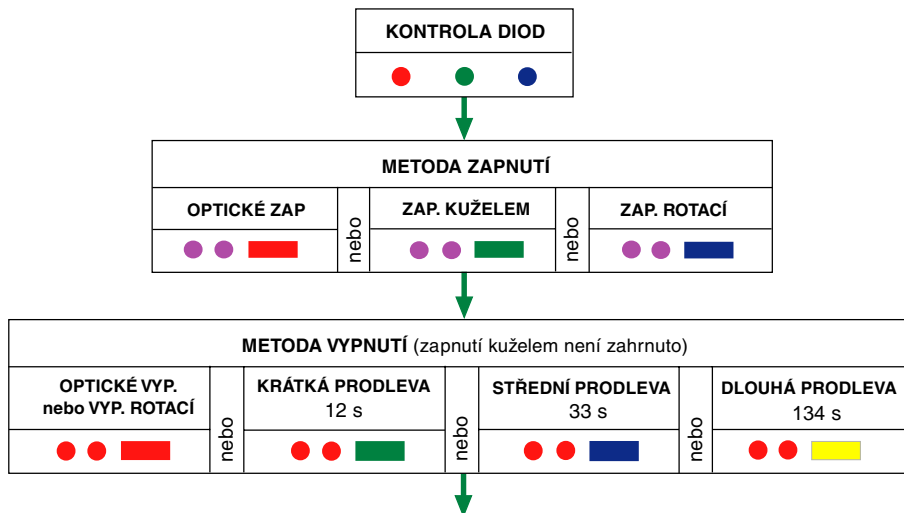 KONTROLA DIOD
METODA ZAPNUTÍ
OPTICKÉ ZAP
nebo
ZAP. KUŽELEM
nebo
ZAP. ROTACÍ
METODA VYPNUTÍ (zapnutí kuželem není zahrnuto)
OPTICKÉ VYP.
nebo VYP. ROTACÍ
nebo
KRÁTKÁ PRODLEVA
12 s
nebo
STŘEDNÍ PRODLEVA
33 s
nebo
DLOUHÁ PRODLEVA
134 s